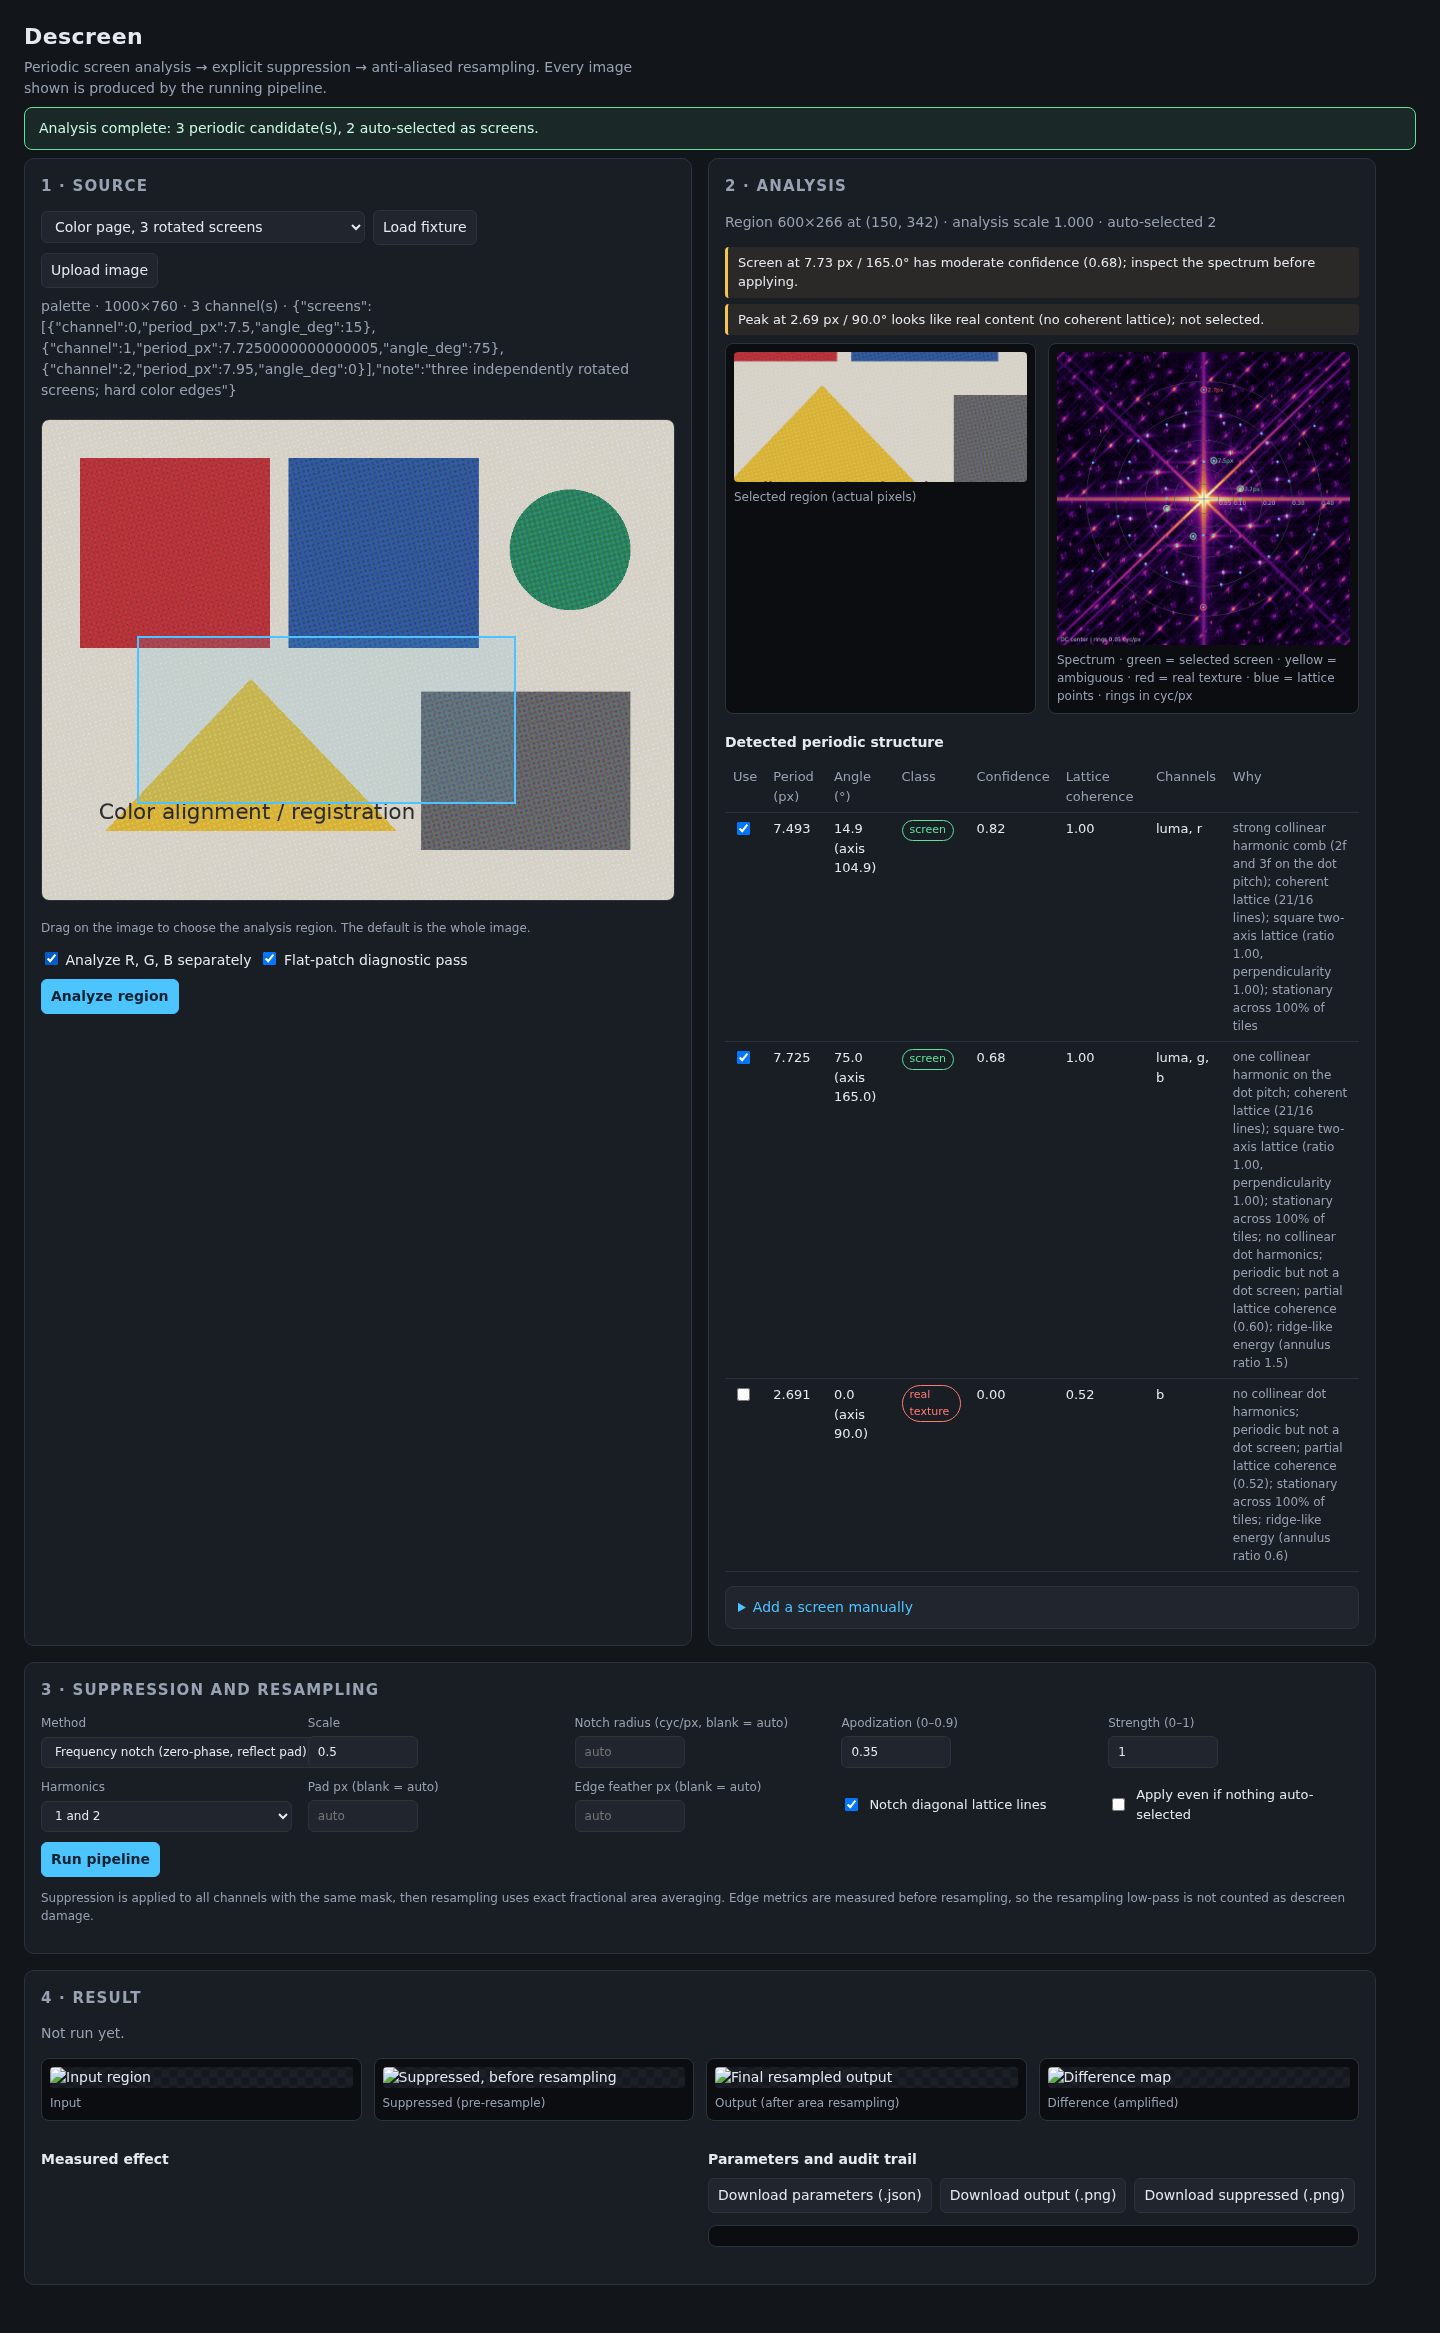 Descreen
Periodic screen analysis → explicit suppression → anti-aliased resampling. Every image
shown is produced by the running pipeline.
Analysis complete: 3 periodic candidate(s), 2 auto-selected as screens.
1 · SOURCE
Color page, 3 rotated screens
Load fixture
Upload image
palette · 1000×760 · 3 channel(s) · {"screens":
[{"channel":0,"period_px":7.5,"angle_deg":15},
{"channel":1,"period_px":7.7250000000000005,"angle_deg":75},
{"channel":2,"period_px":7.95,"angle_deg":0}],"note":"three independently rotated
screens; hard color edges"}
Color alignment / registration
Drag on the image to choose the analysis region. The default is the whole image.
Analyze R, G, B separately
Flat-patch diagnostic pass
Analyze region
2 · ANALYSIS
Region 600×266 at (150, 342) · analysis scale 1.000 · auto-selected 2
Screen at 7.73 px / 165.0° has moderate confidence (0.68); inspect the spectrum before
applying.
Peak at 2.69 px / 90.0° looks like real content (no coherent lattice); not selected.
Selected region (actual pixels)
2.7px
7.5px
7.7px
0.20
DC center | rings 0.05 cyc/px
Spectrum · green = selected screen · yellow =
ambiguous · red = real texture · blue = lattice
points · rings in cyc/px
Detected periodic structure
Use
Period
(px)
Angle
(°)
Class
Confidence
Lattice
coherence
Channels
Why
7.493
14.9
(axis
104.9)
screen
0.82
1.00
luma, r
strong collinear
harmonic comb (2f
and 3f on the dot
pitch); coherent
lattice (21/16
lines); square two-
axis lattice (ratio
1.00,
perpendicularity
1.00); stationary
across 100% of
tiles
7.725
75.0
(axis
165.0)
screen
0.68
1.00
luma, g,
b
one collinear
harmonic on the
dot pitch; coherent
lattice (21/16
lines); square two-
axis lattice (ratio
1.00,
perpendicularity
1.00); stationary
across 100% of
tiles; no collinear
dot harmonics;
periodic but not a
dot screen; partial
lattice coherence
(0.60); ridge-like
energy (annulus
ratio 1.5)
2.691
0.0
(axis
90.0)
real
texture
0.00
0.52
b
no collinear dot
harmonics;
periodic but not a
dot screen; partial
lattice coherence
(0.52); stationary
across 100% of
tiles; ridge-like
energy (annulus
ratio 0.6)
▶ Add a screen manually
3 · SUPPRESSION AND RESAMPLING
Method
Scale
Notch radius (cyc/px, blank = auto)
Apodization (0–0.9)
Strength (0–1)
Frequency notch (zero-phase, reflect pad)
0.5
auto
0.35
1
Harmonics
Pad px (blank = auto)
Edge feather px (blank = auto)
1 and 2
auto
auto
Notch diagonal lattice lines
Apply even if nothing auto-
selected
Run pipeline
Suppression is applied to all channels with the same mask, then resampling uses exact fractional area averaging. Edge metrics are measured before resampling, so the resampling low-pass is not counted as descreen
damage.
4 · RESULT
Not run yet.
Input region
Input
Suppressed, before resampling
Suppressed (pre-resample)
Final resampled output
Output (after area resampling)
Difference map
Difference (amplified)
Measured effect
Parameters and audit trail
Download parameters (.json)
Download output (.png)
Download suppressed (.png)